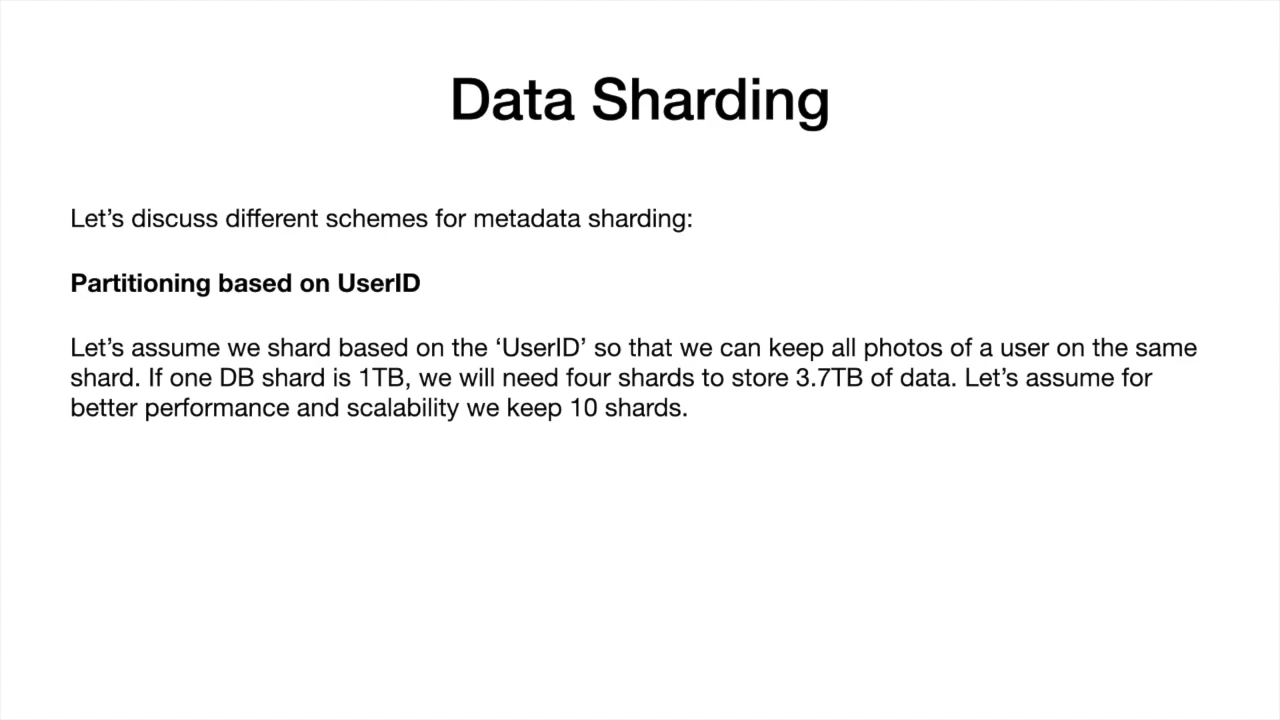 Data Sharding
Let’s discuss different schemes for metadata sharding:
Partitioning based on UserID
Let’s assume we shard based on the ‘UserID’ so that we can keep all photos of a user on the same
shard. If one DB shard is 1TB, we will need four shards to store 3.7TB of data. Let’s assume for
better performance and scalability we keep 10 shards.